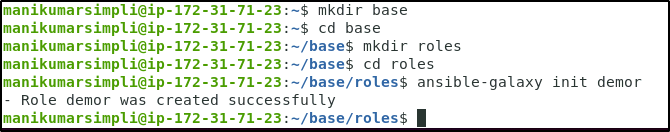 manikumarsimpli@ip-172-31-71-23:~$ mkdir base
manikumarsimpli@ip-172-31-71-23:~$ cd base
manikumarsimpli@ip-172-31-71-23:~/base$ mkdir roles
manikumarsimpli@ip-172-31-71-23:~/base$ cd roles
manikumarsimpli@ip-172-31-71-23:~/base/roles$ ansible-galaxy init demor
- Role demor was created successfully
manikumarsimpli@ip-172-31-71-23:~/base/roles$